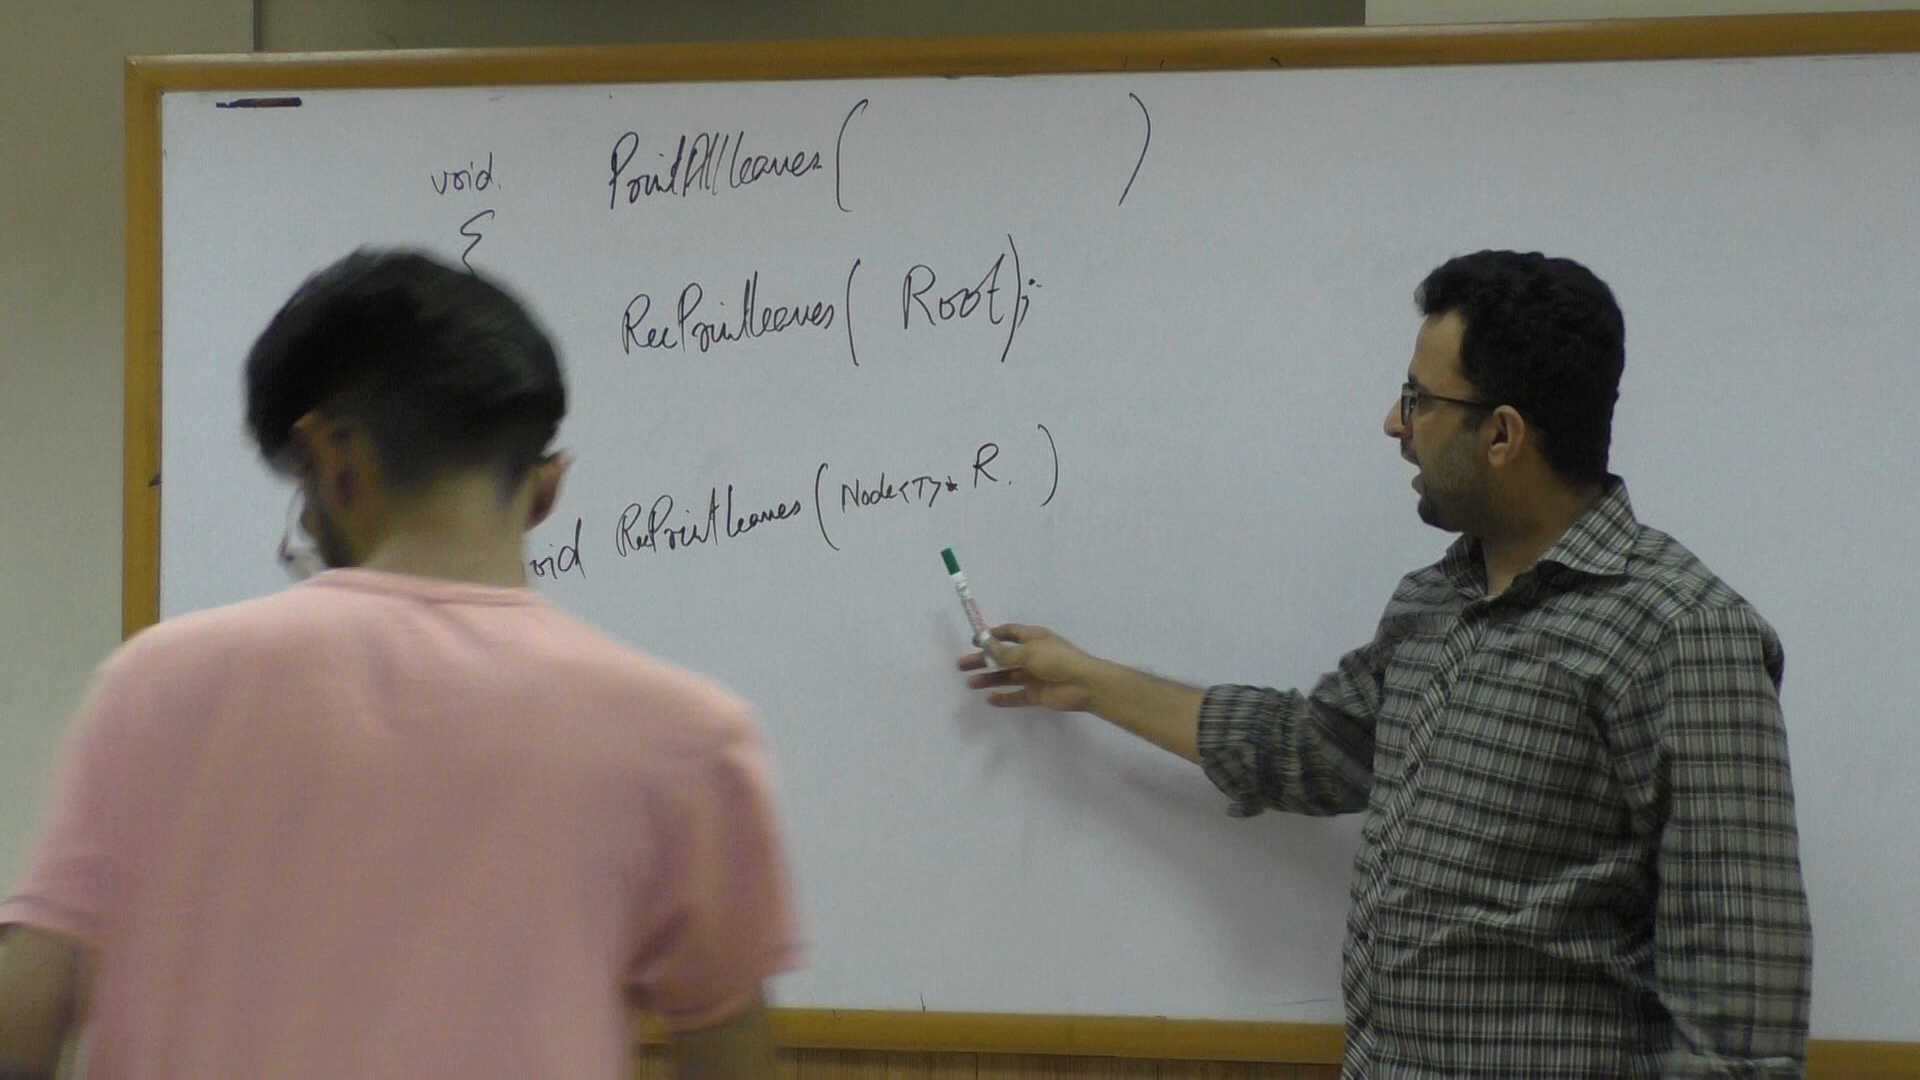 void PrintAllleaves( )
{
RecPrintleaves( Root);
void RecPrintleaves(Node<T>* R. )